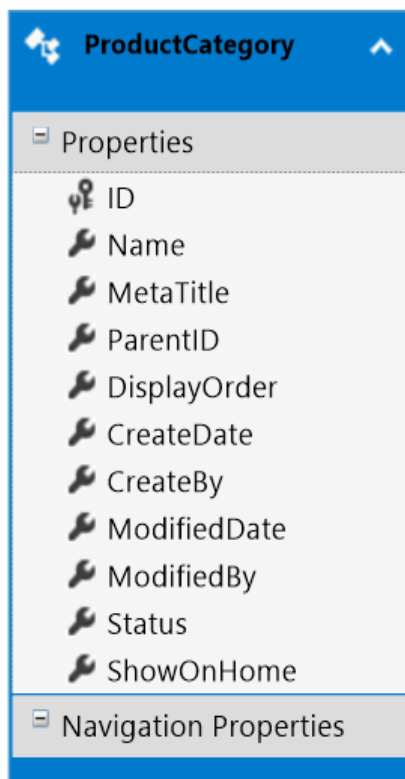 ProductCategory
Properties
ID
Name
MetaTitle
ParentID
DisplayOrder
CreateDate
CreateBy
ModifiedDate
ModifiedBy
Status
ShowOnHome
Navigation Properties